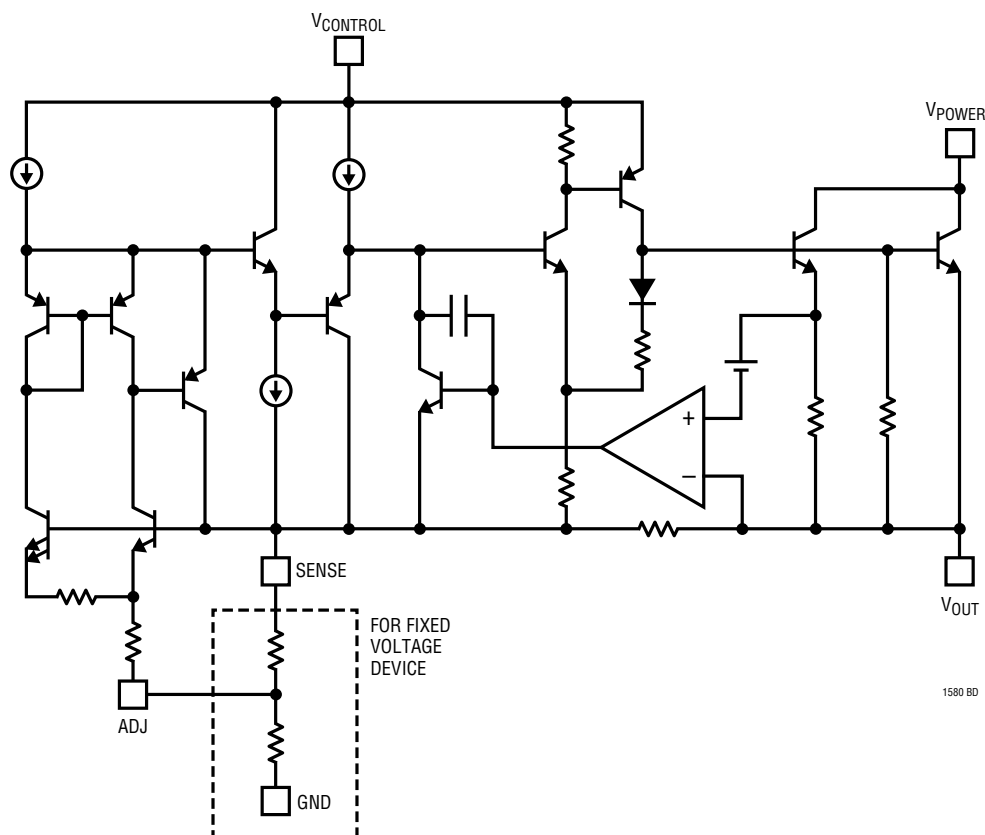 VCONTROL
VPOWER
+
−
SENSE
VOUT
FOR FIXED
VOLTAGE
DEVICE
1580 BD
ADJ
GND